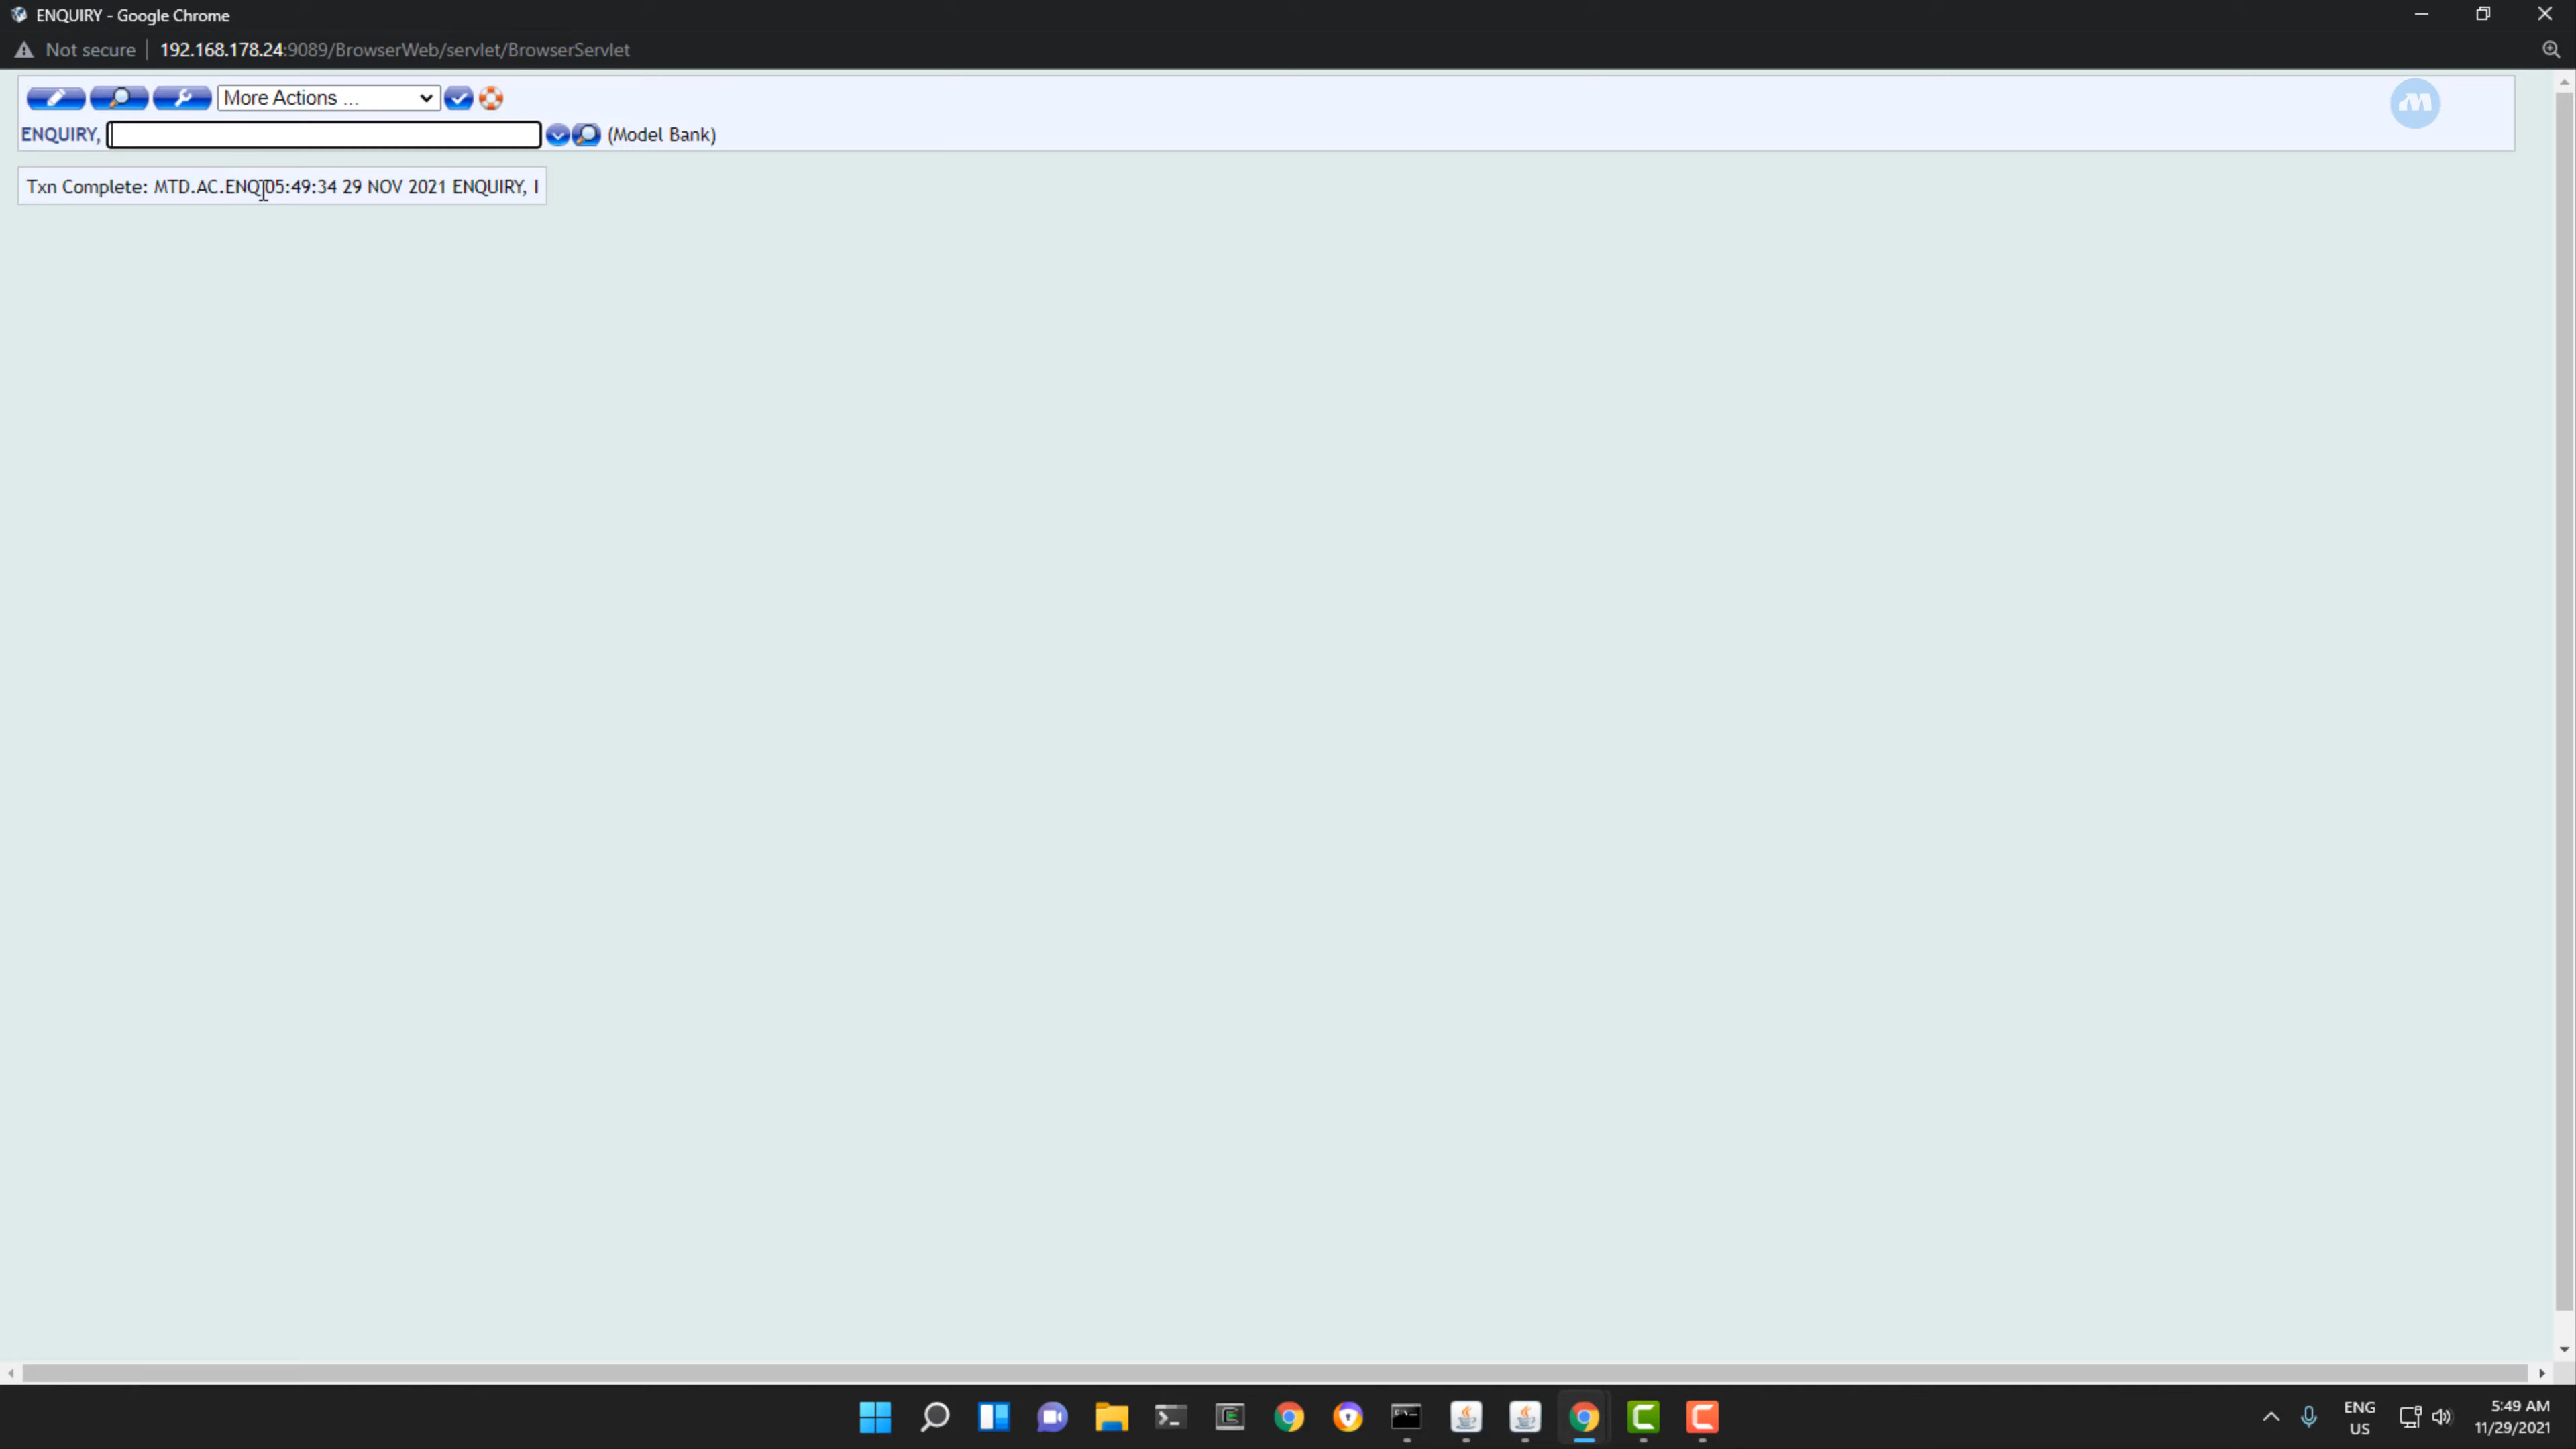 ENQUIRY - Google Chrome
Not secure 192.168.178.24:9089/BrowserWeb/servlet/BrowserServlet
More Actions ...
ENQUIRY, (Model Bank)
Txn Complete: MTD.AC.ENQ 05:49:34 29 NOV 2021 ENQUIRY, I
ENG
US
5:49 AM
11/29/2021